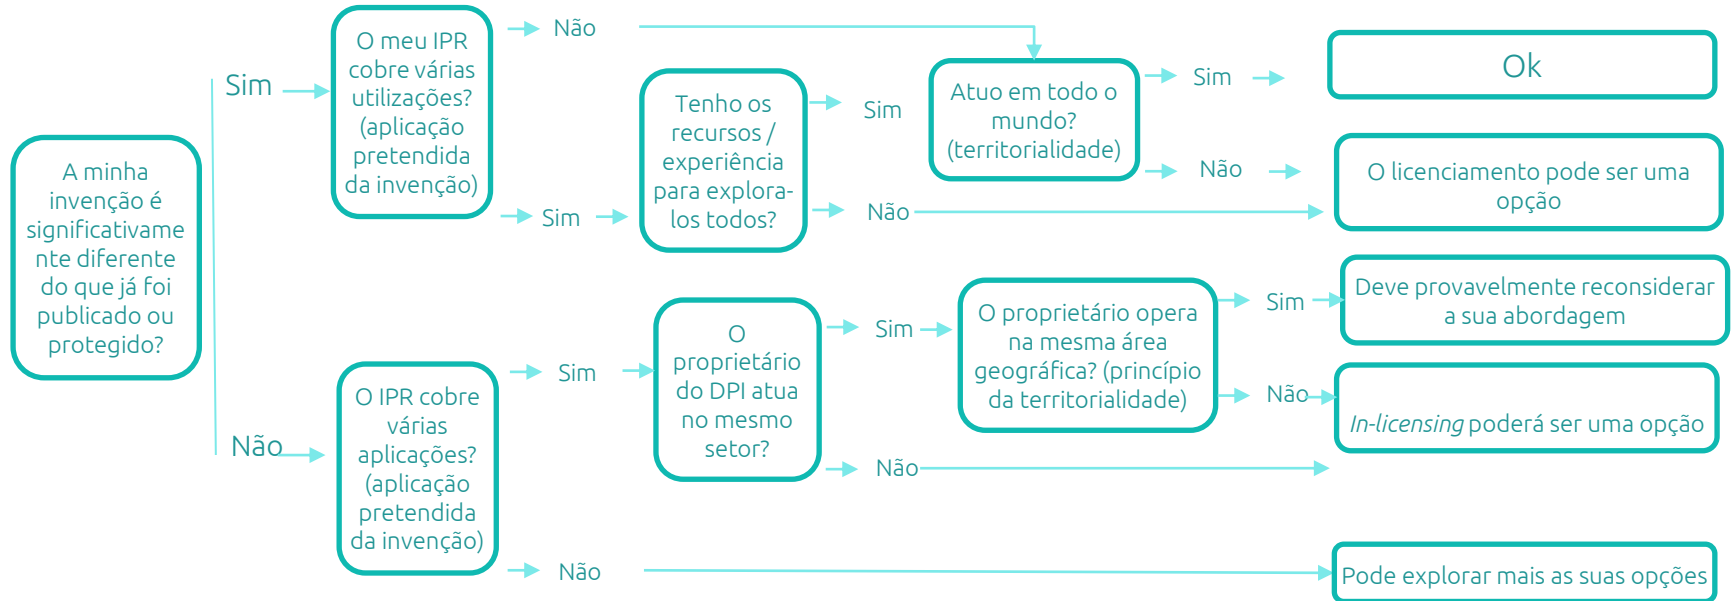 A minha
invenção é
significativame
nte diferente
do que já foi
publicado ou
protegido?
Sim
O meu IPR
cobre várias
utilizações?
(aplicação
pretendida
da invenção)
Não
Sim
Tenho os
recursos /
experiência
para explora-
los todos?
Sim
Não
Atuo em todo o
mundo?
(territorialidade)
Sim
Não
Ok
O licenciamento pode ser uma
opção
Não
O IPR cobre
várias
aplicações?
(aplicação
pretendida
da invenção)
Sim
Não
O
proprietário
do DPI atua
no mesmo
setor?
Sim
Não
O proprietário opera
na mesma área
geográfica? (princípio
da territorialidade)
Sim
Não
Deve provavelmente reconsiderar
a sua abordagem
In-licensing poderá ser uma opção
Pode explorar mais as suas opções